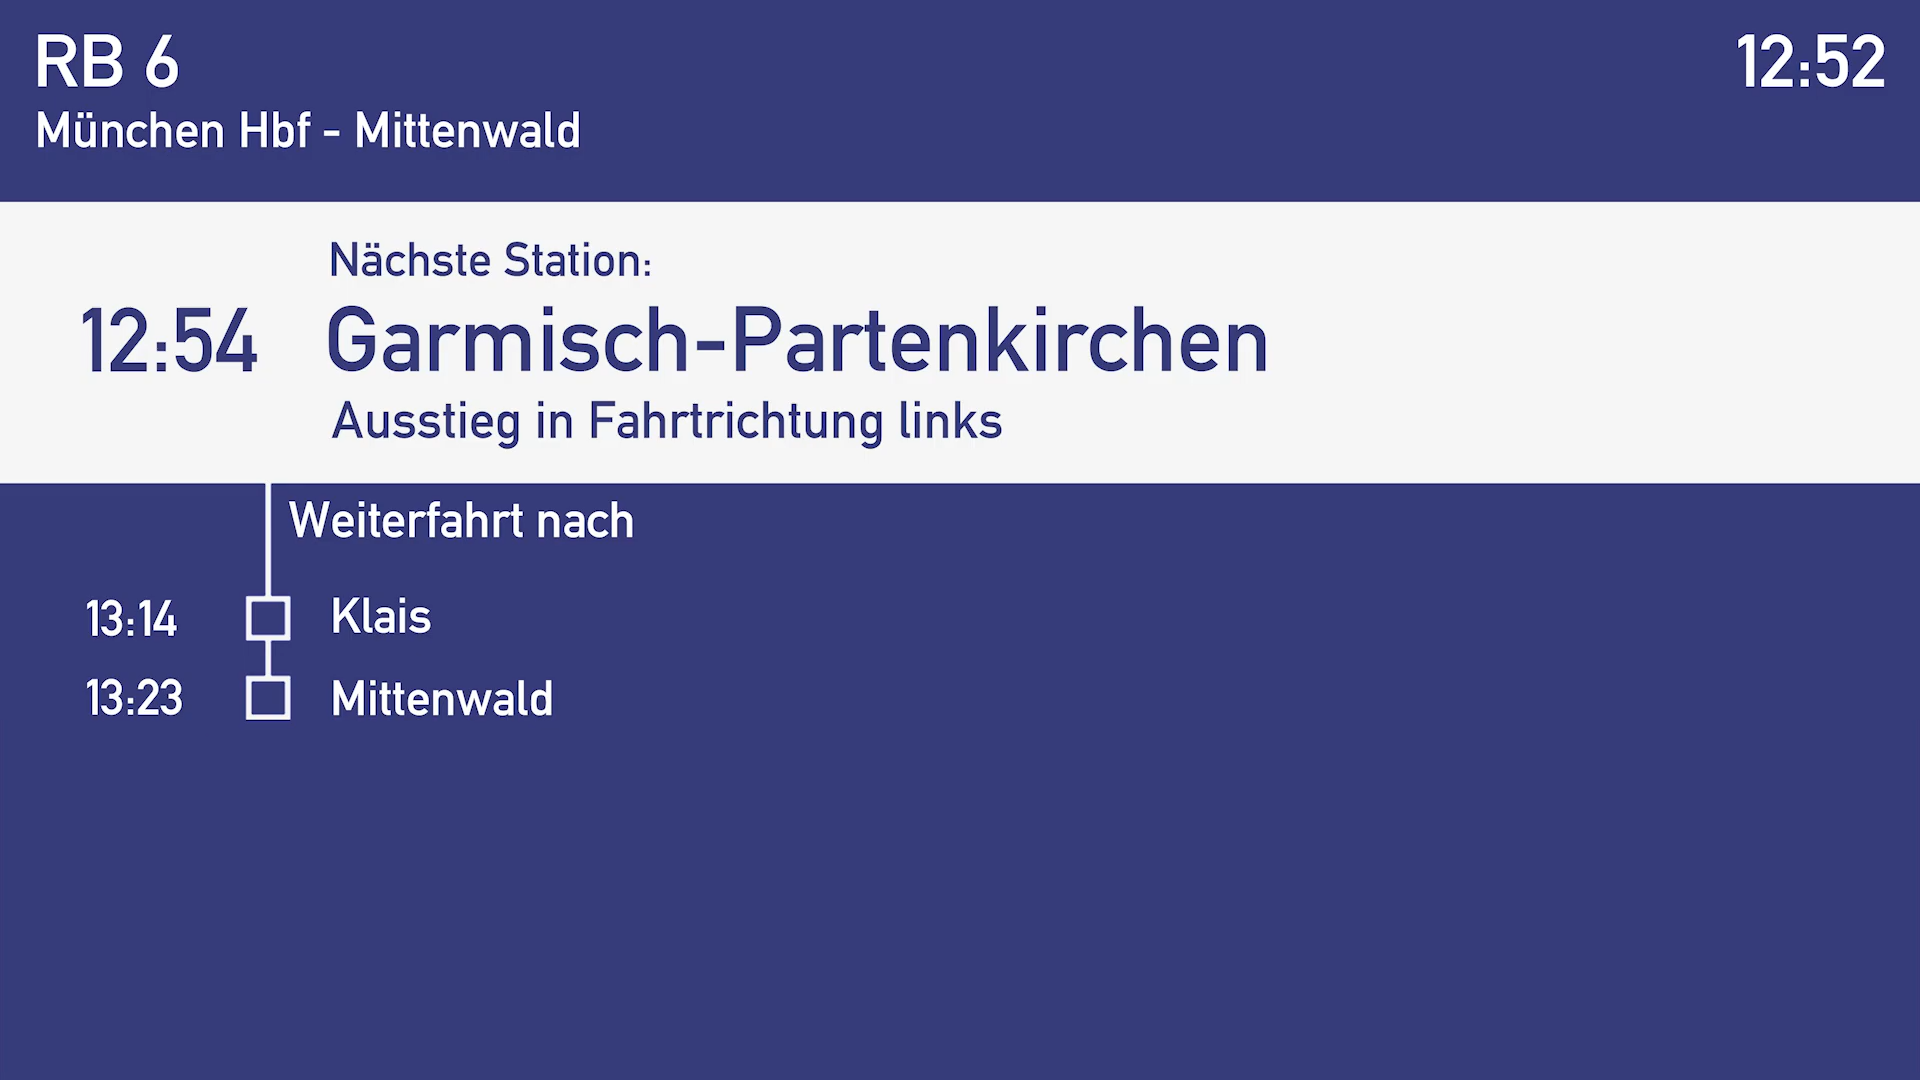 RB 6
12:52
München Hbf - Mittenwald
Nächste Station:
12:54 Garmisch-Partenkirchen
Ausstieg in Fahrtrichtung links
Weiterfahrt nach
13:14 Klais
13:23 Mittenwald